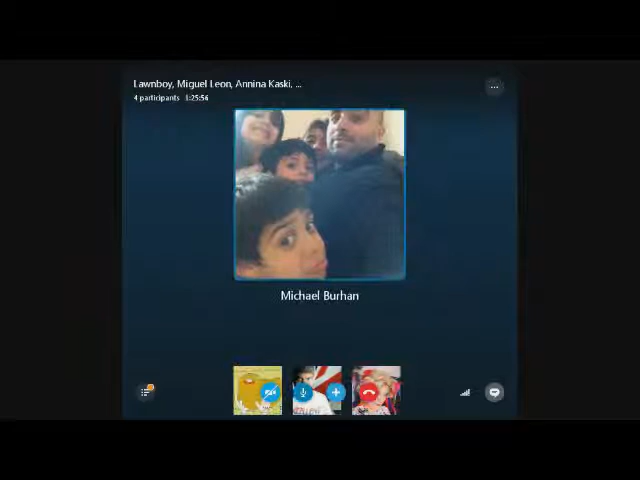 Lawnboy, Miguel Leon, Annina Kaski, ...
4 participants 1:25:56
Michael Burhan